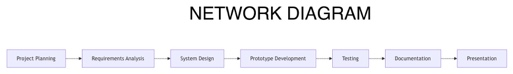 NETWORK DIAGRAM
Project Planning
Requirements Analysis
System Design
Prototype Development
Testing
Documentation
Presentation